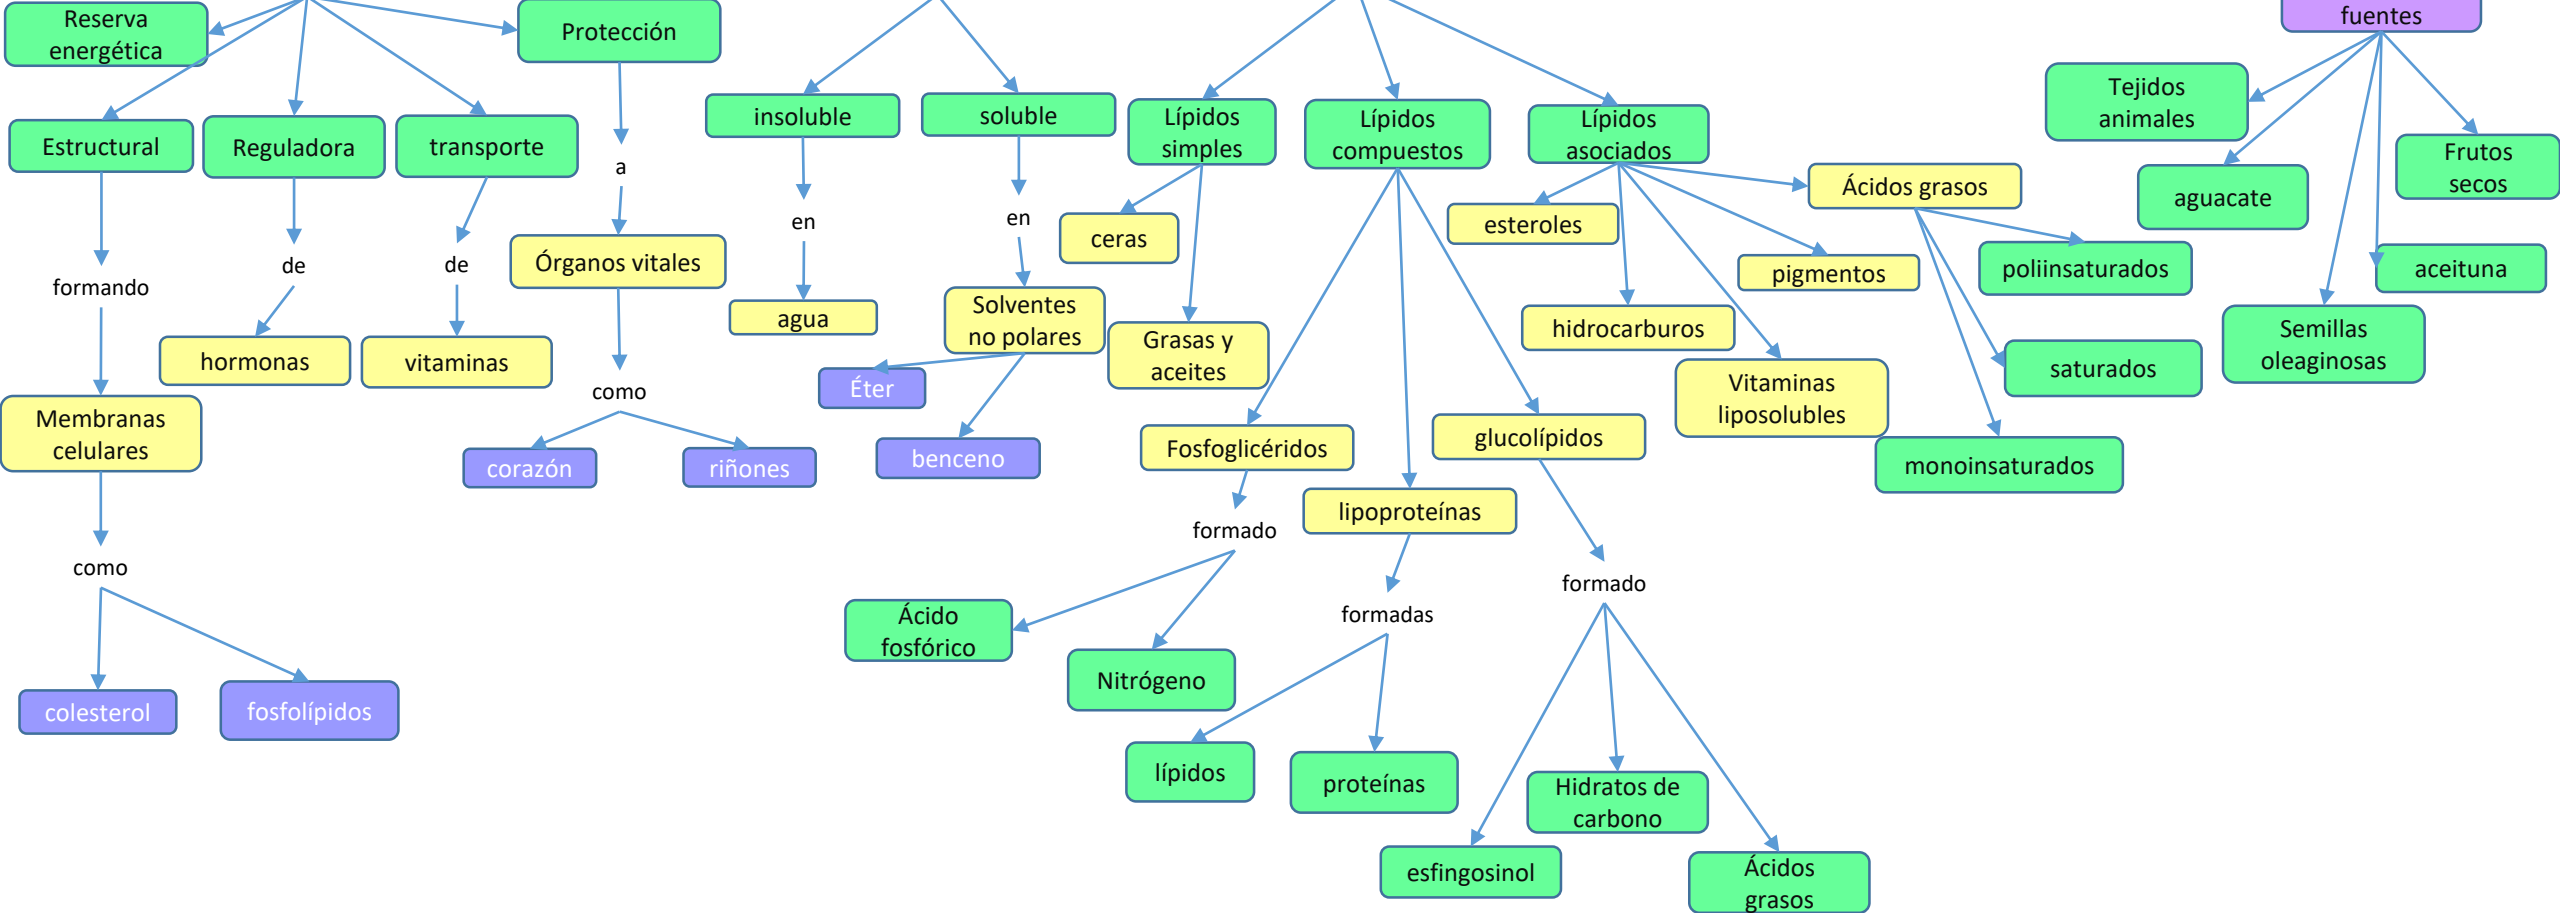 Reserva
energética
Protección
fuentes
Estructural
Reguladora
transporte
a
insoluble
soluble
Lípidos
simples
Lípidos
compuestos
Lípidos
asociados
Tejidos
animales
Frutos
secos
aguacate
formando
de
de
Órganos vitales
en
en
ceras
esteroles
Ácidos grasos
pigmentos
poliinsaturados
aceituna
hormonas
vitaminas
como
agua
Solventes
no polares
Grasas y
aceites
hidrocarburos
Vitaminas
liposolubles
saturados
Semillas
oleaginosas
Éter
benceno
Membranas
celulares
corazón
riñones
Fosfoglicéridos
glucolípidos
monoinsaturados
lipoproteínas
formado
como
formadas
formado
Ácido
fosfórico
Nitrógeno
colesterol
fosfolípidos
lípidos
proteínas
Hidratos de
carbono
esfingosinol
Ácidos
grasos